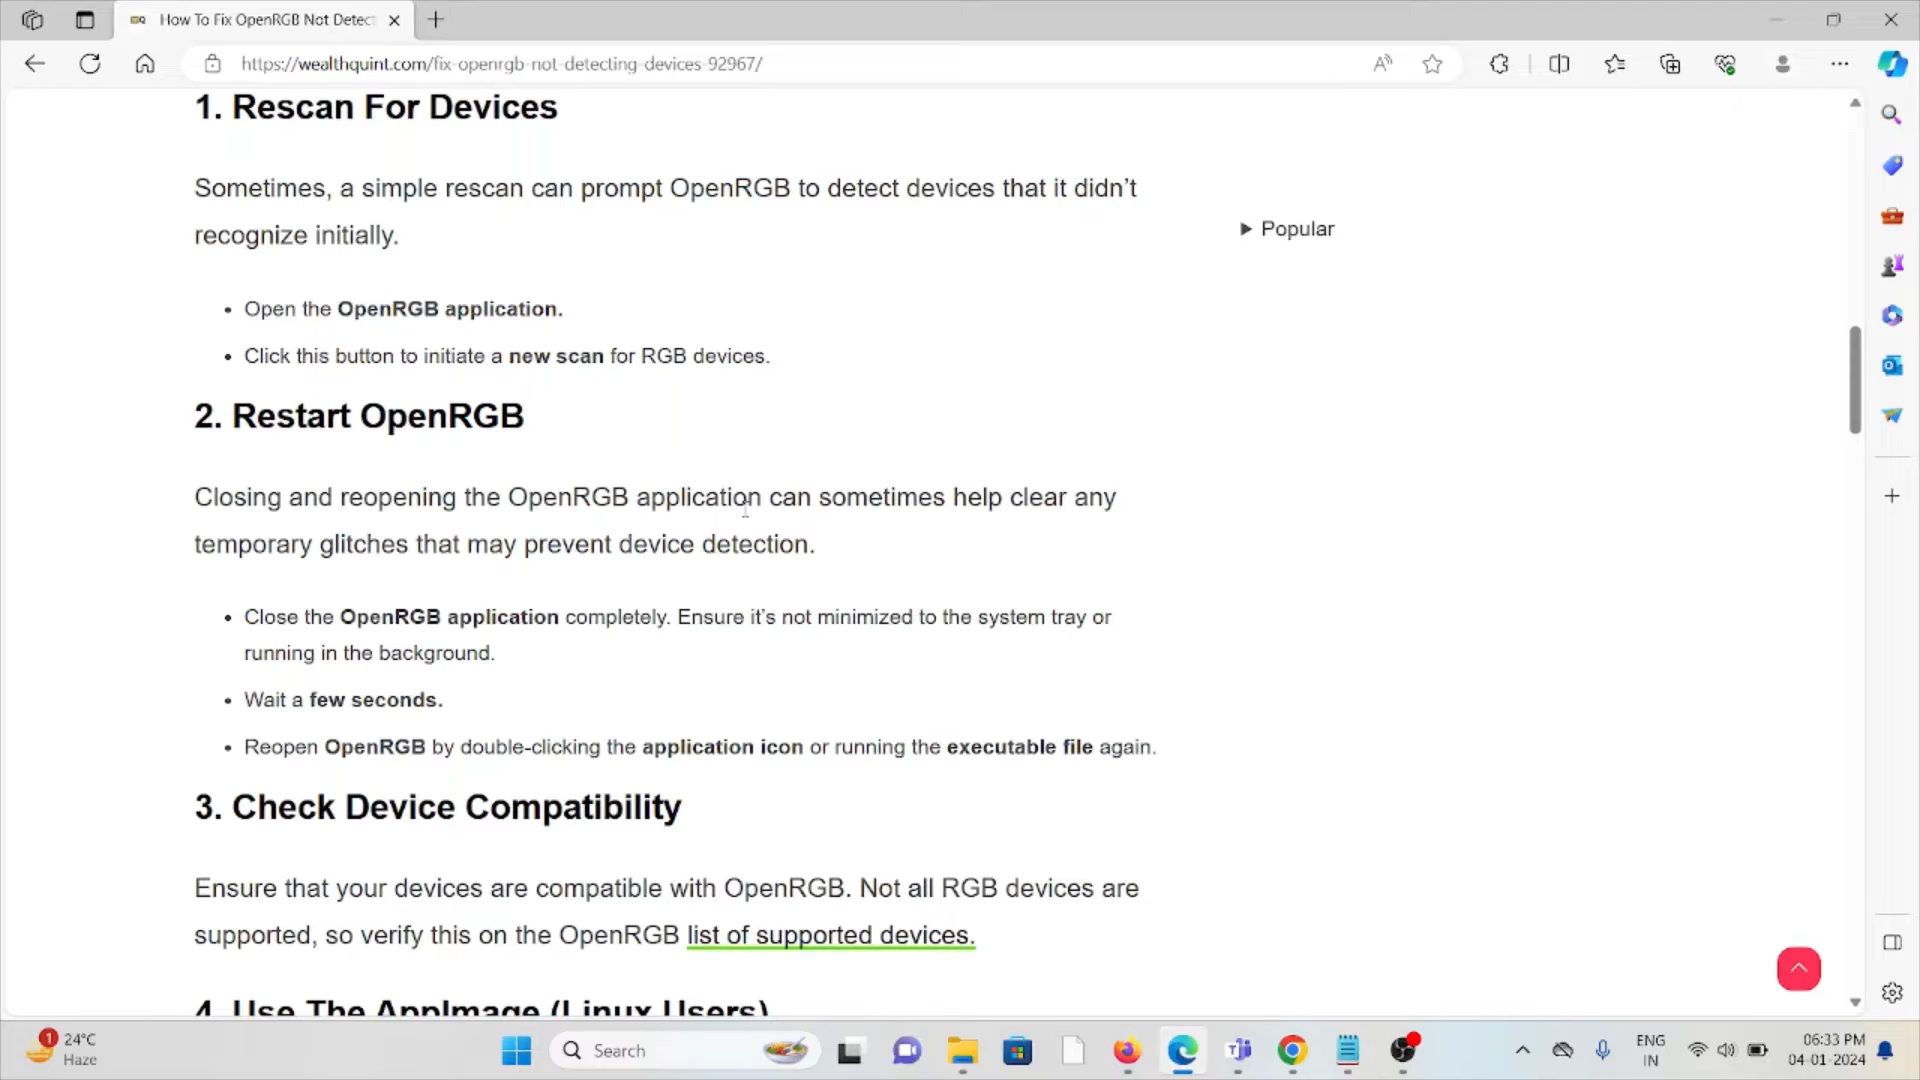 How To Fix OpenRGB Not Detect
https://wealthquint.com/fix-openrgb-not-detecting-devices-92967/
1. Rescan For Devices
Sometimes, a simple rescan can prompt OpenRGB to detect devices that it didn’t
recognize initially.
Popular
• Open the OpenRGB application.
• Click this button to initiate a new scan for RGB devices.
2. Restart OpenRGB
Closing and reopening the OpenRGB application can sometimes help clear any
temporary glitches that may prevent device detection.
• Close the OpenRGB application completely. Ensure it’s not minimized to the system tray or
running in the background.
• Wait a few seconds.
• Reopen OpenRGB by double-clicking the application icon or running the executable file again.
3. Check Device Compatibility
Ensure that your devices are compatible with OpenRGB. Not all RGB devices are
supported, so verify this on the OpenRGB list of supported devices.
4. Use The AppImage (Linux Users)
1
24°C
Haze
Search
ENG
IN
06:33 PM
04-01-2024